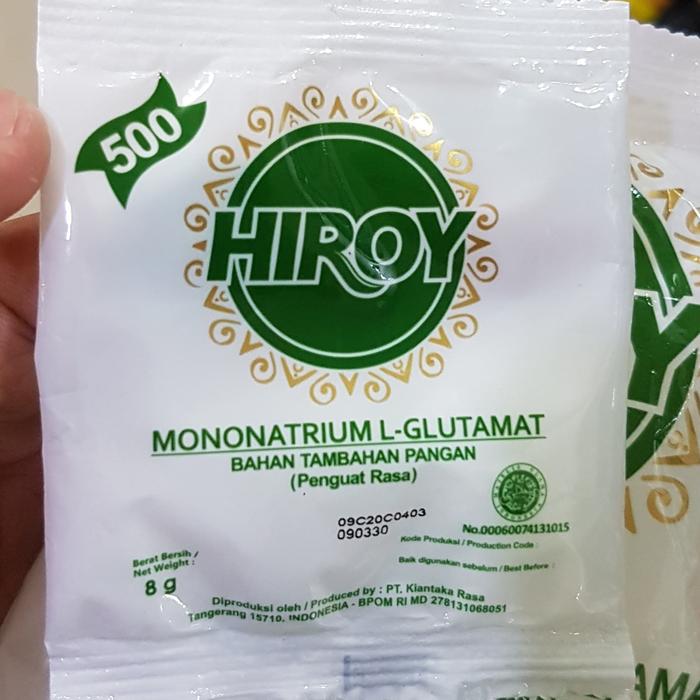 500
HIROY
MONONATRIUM L-GLUTAMAT
BAHAN TAMBAHAN PANGAN
(Penguat Rasa)
09C20C0403
090330
No.00060074131015
Kode Produksi / Production Code :
Baik digunakan sebelum / Best Before :
Berat Bersih /
Net Weight :
8 g
Diproduksi oleh / Produced by : PT. Kiantaka Rasa
Tangerang 15710, INDONESIA - BPOM RI MD 278131068051